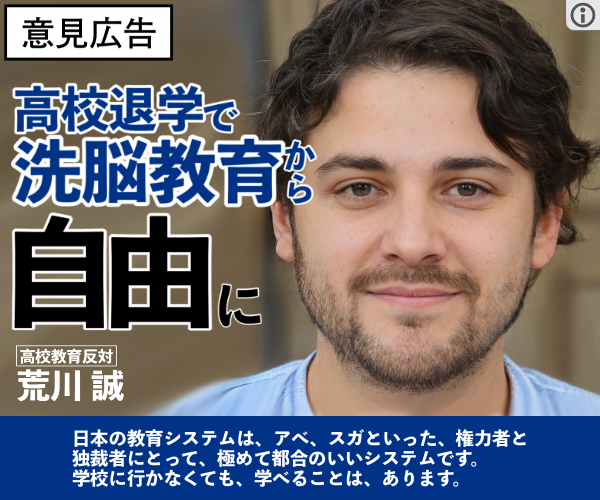 意見広告
高校退学で
洗脳教育から
自由に
高校教育反対
荒川 誠
日本の教育システムは、アベ、スガといった、権力者と
独裁者にとって、極めて都合のいいシステムです。
学校に行かなくても、学べることは、あります。